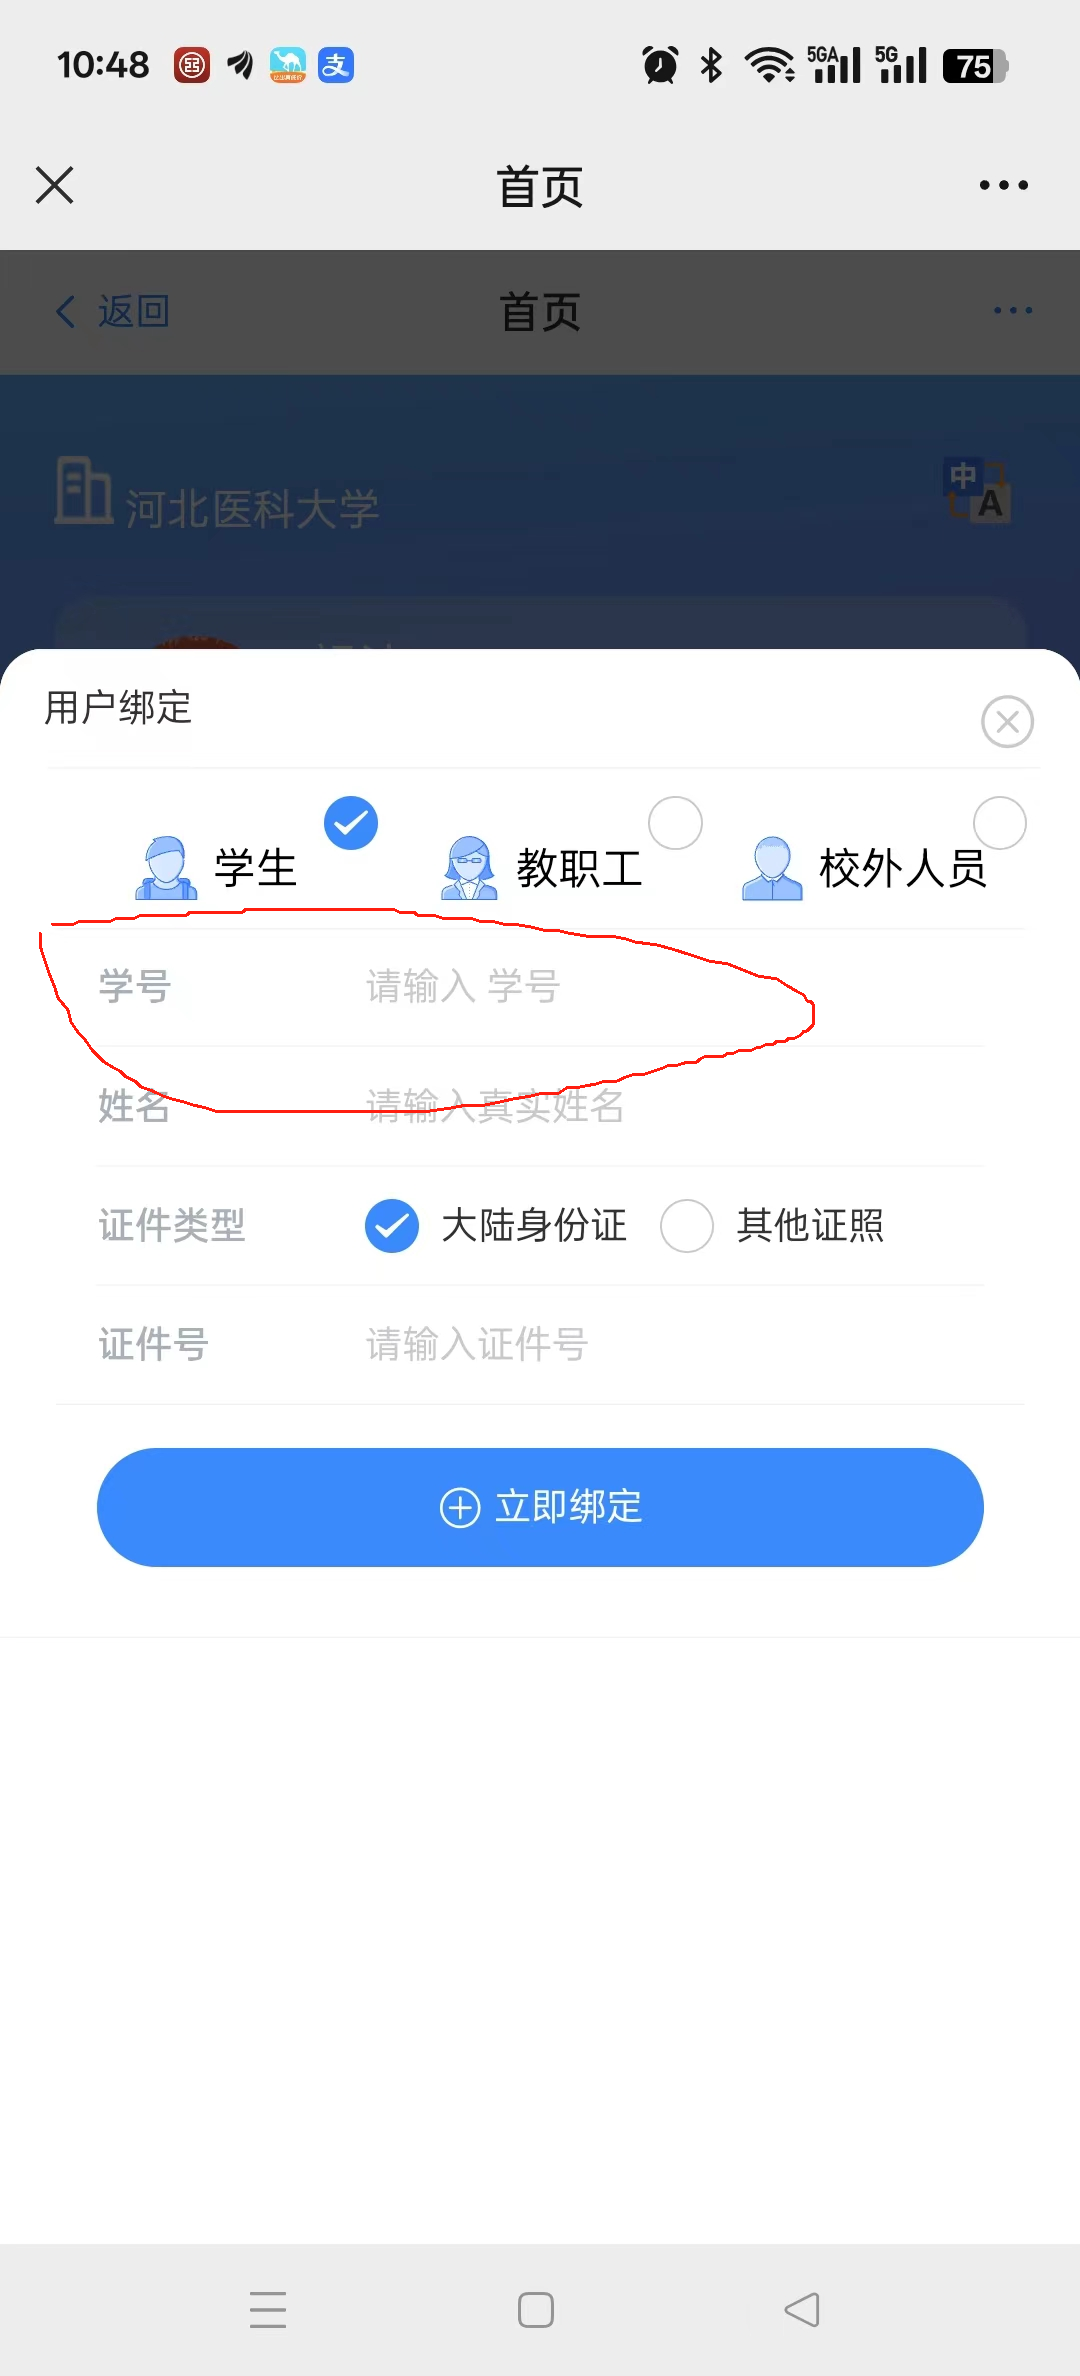 10:48 支 5GA 5G 75
首页
返回 首页
河北医科大学 中 A
用户绑定
学生 教职工 校外人员
学号 请输入 学号
姓名 请输入真实姓名
证件类型 大陆身份证 其他证照
证件号 请输入证件号
立即绑定